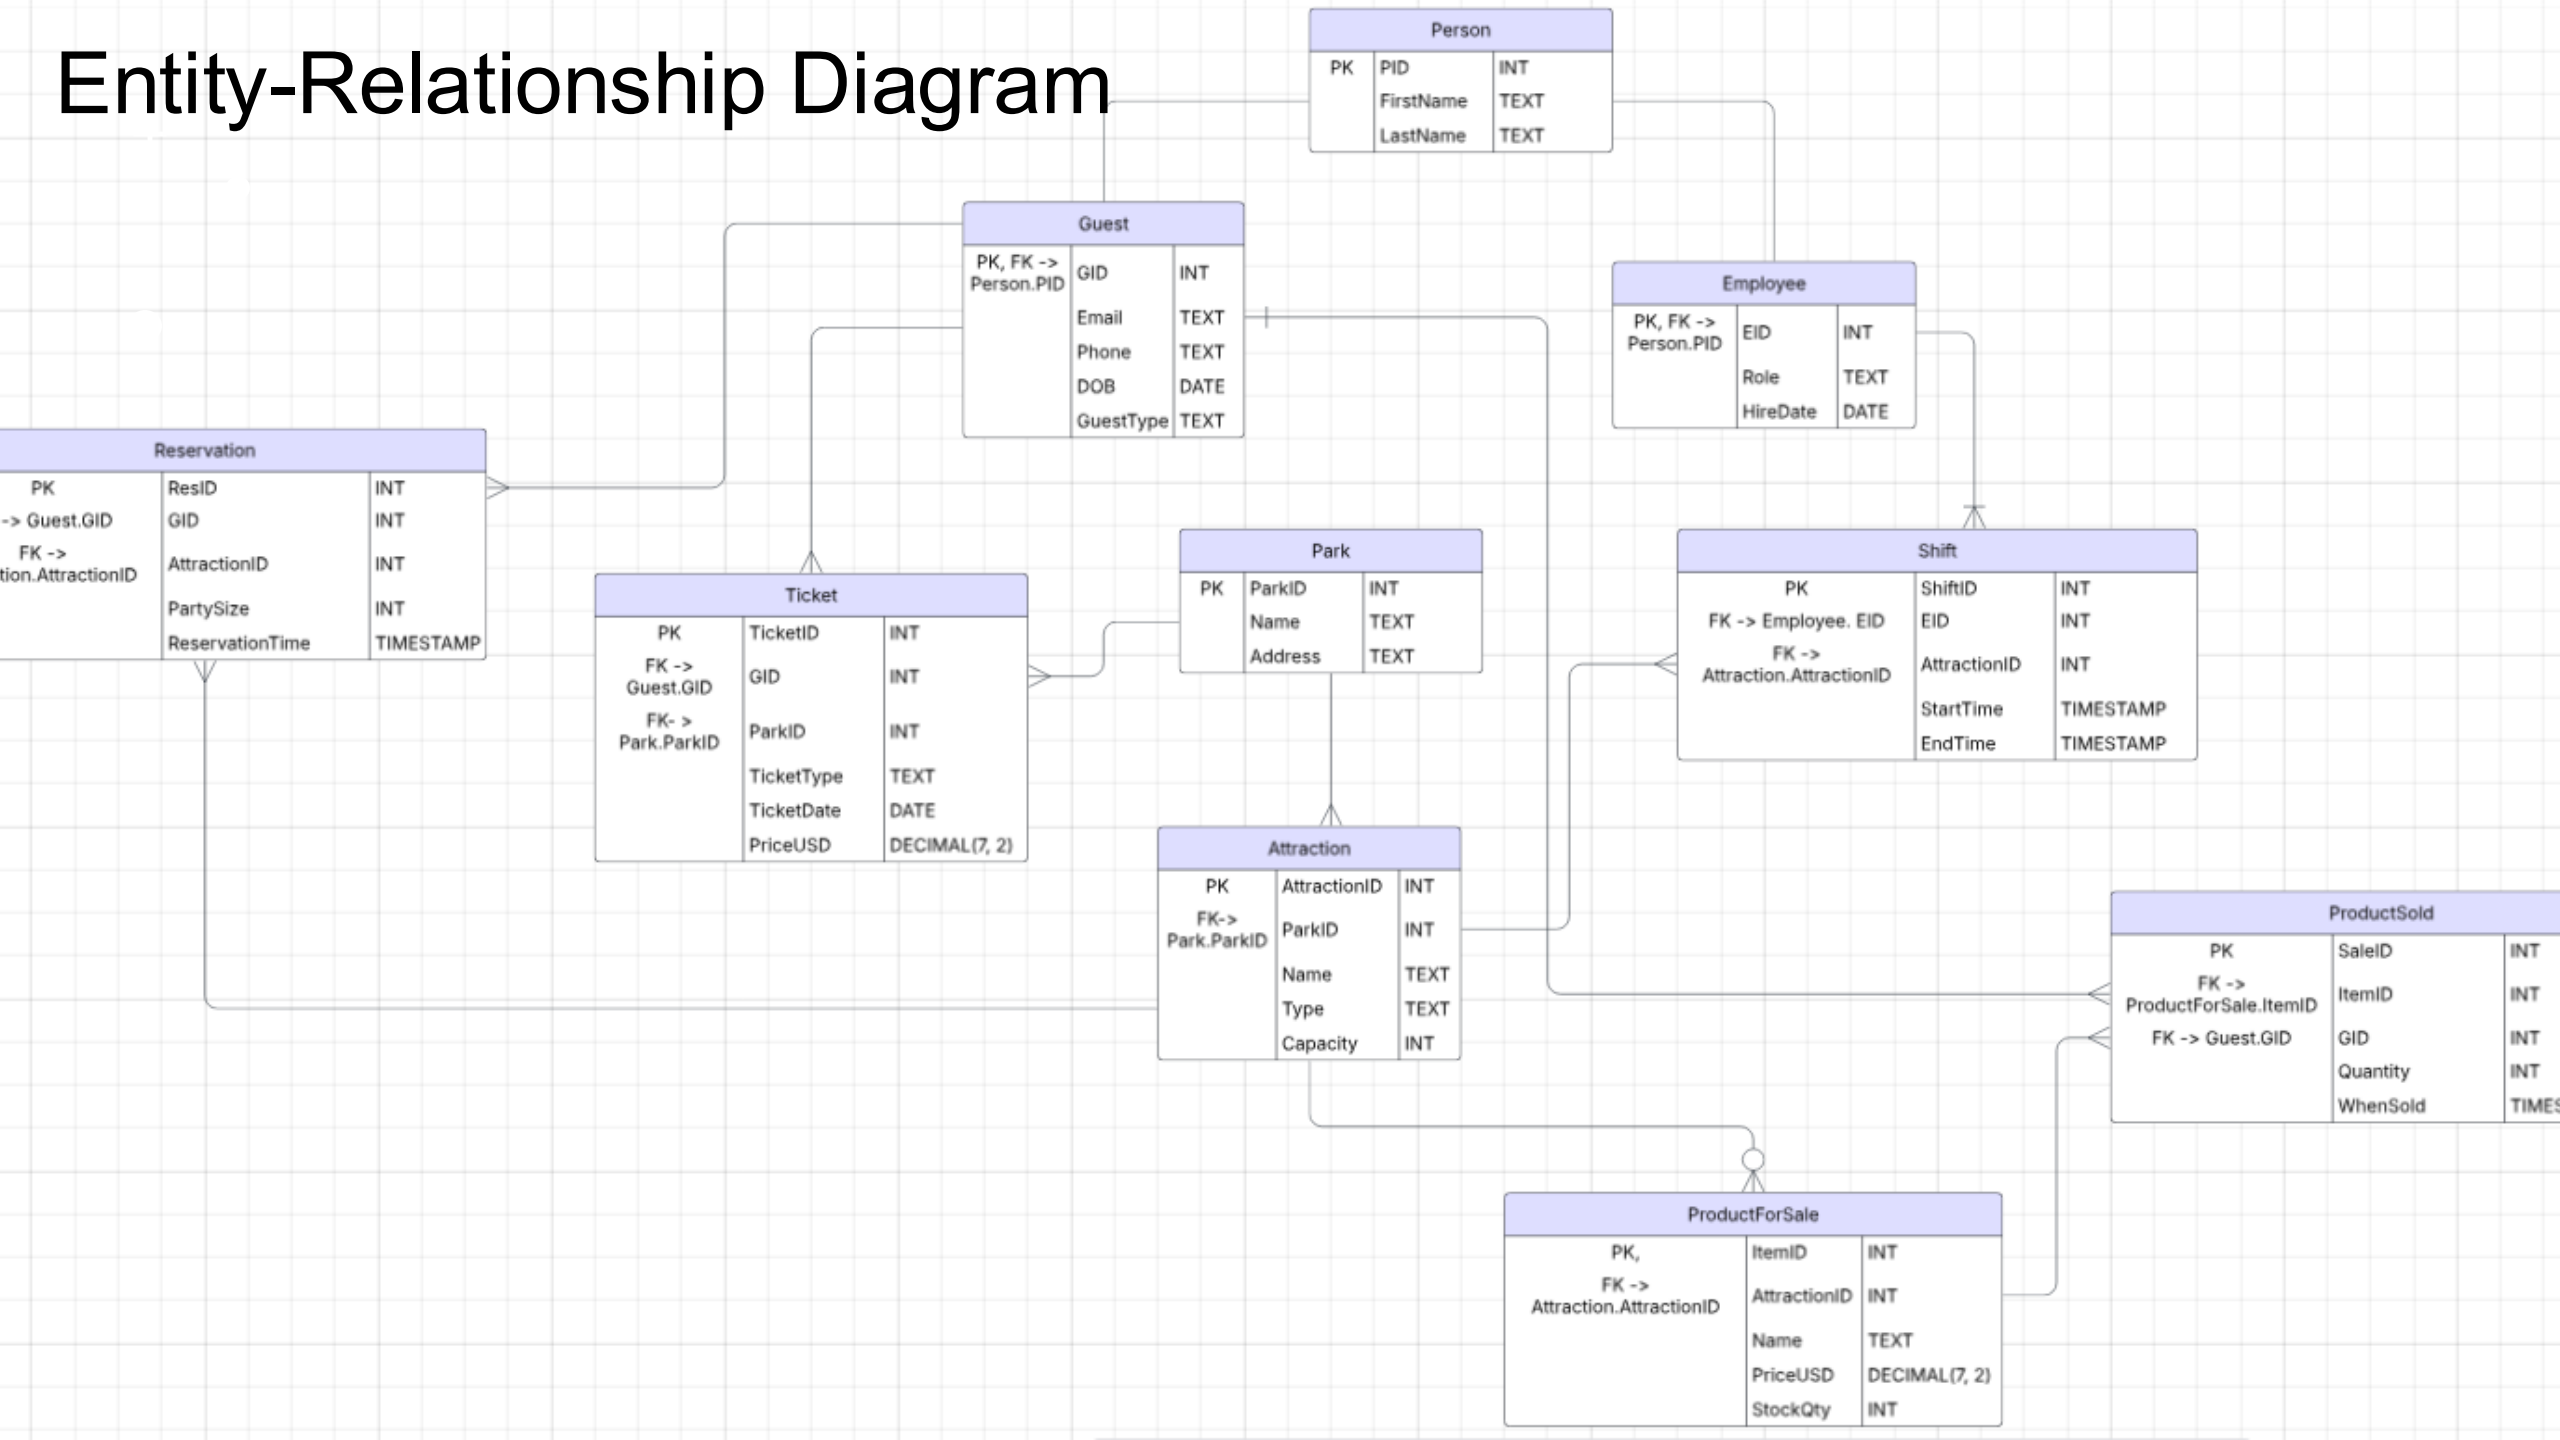 Entity-Relationship Diagram
Person
PK PID INT
FirstName TEXT
LastName TEXT
Guest
PK, FK ->
Person.PID
GID INT
Email TEXT
Phone TEXT
DOB DATE
GuestType TEXT
Employee
PK, FK ->
Person.PID
EID INT
Role TEXT
HireDate DATE
Reservation
PK ResID INT
-> Guest.GID GID INT
FK ->
tion.AttractionID
AttractionID INT
PartySize INT
ReservationTime TIMESTAMP
Ticket
PK TicketID INT
FK ->
Guest.GID
GID INT
FK- >
Park.ParkID
ParkID INT
TicketType TEXT
TicketDate DATE
PriceUSD DECIMAL(7, 2)
Park
PK ParkID INT
Name TEXT
Address TEXT
Shift
PK ShiftID INT
FK -> Employee. EID EID INT
FK ->
Attraction.AttractionID
AttractionID INT
StartTime TIMESTAMP
EndTime TIMESTAMP
Attraction
PK AttractionID INT
FK->
Park.ParkID
ParkID INT
Name TEXT
Type TEXT
Capacity INT
ProductSold
PK SaleID INT
FK ->
ProductForSale.ItemID
ItemID INT
FK -> Guest.GID GID INT
Quantity INT
WhenSold TIMES
ProductForSale
PK, ItemID INT
FK ->
Attraction.AttractionID
AttractionID INT
Name TEXT
PriceUSD DECIMAL(7, 2)
StockQty INT